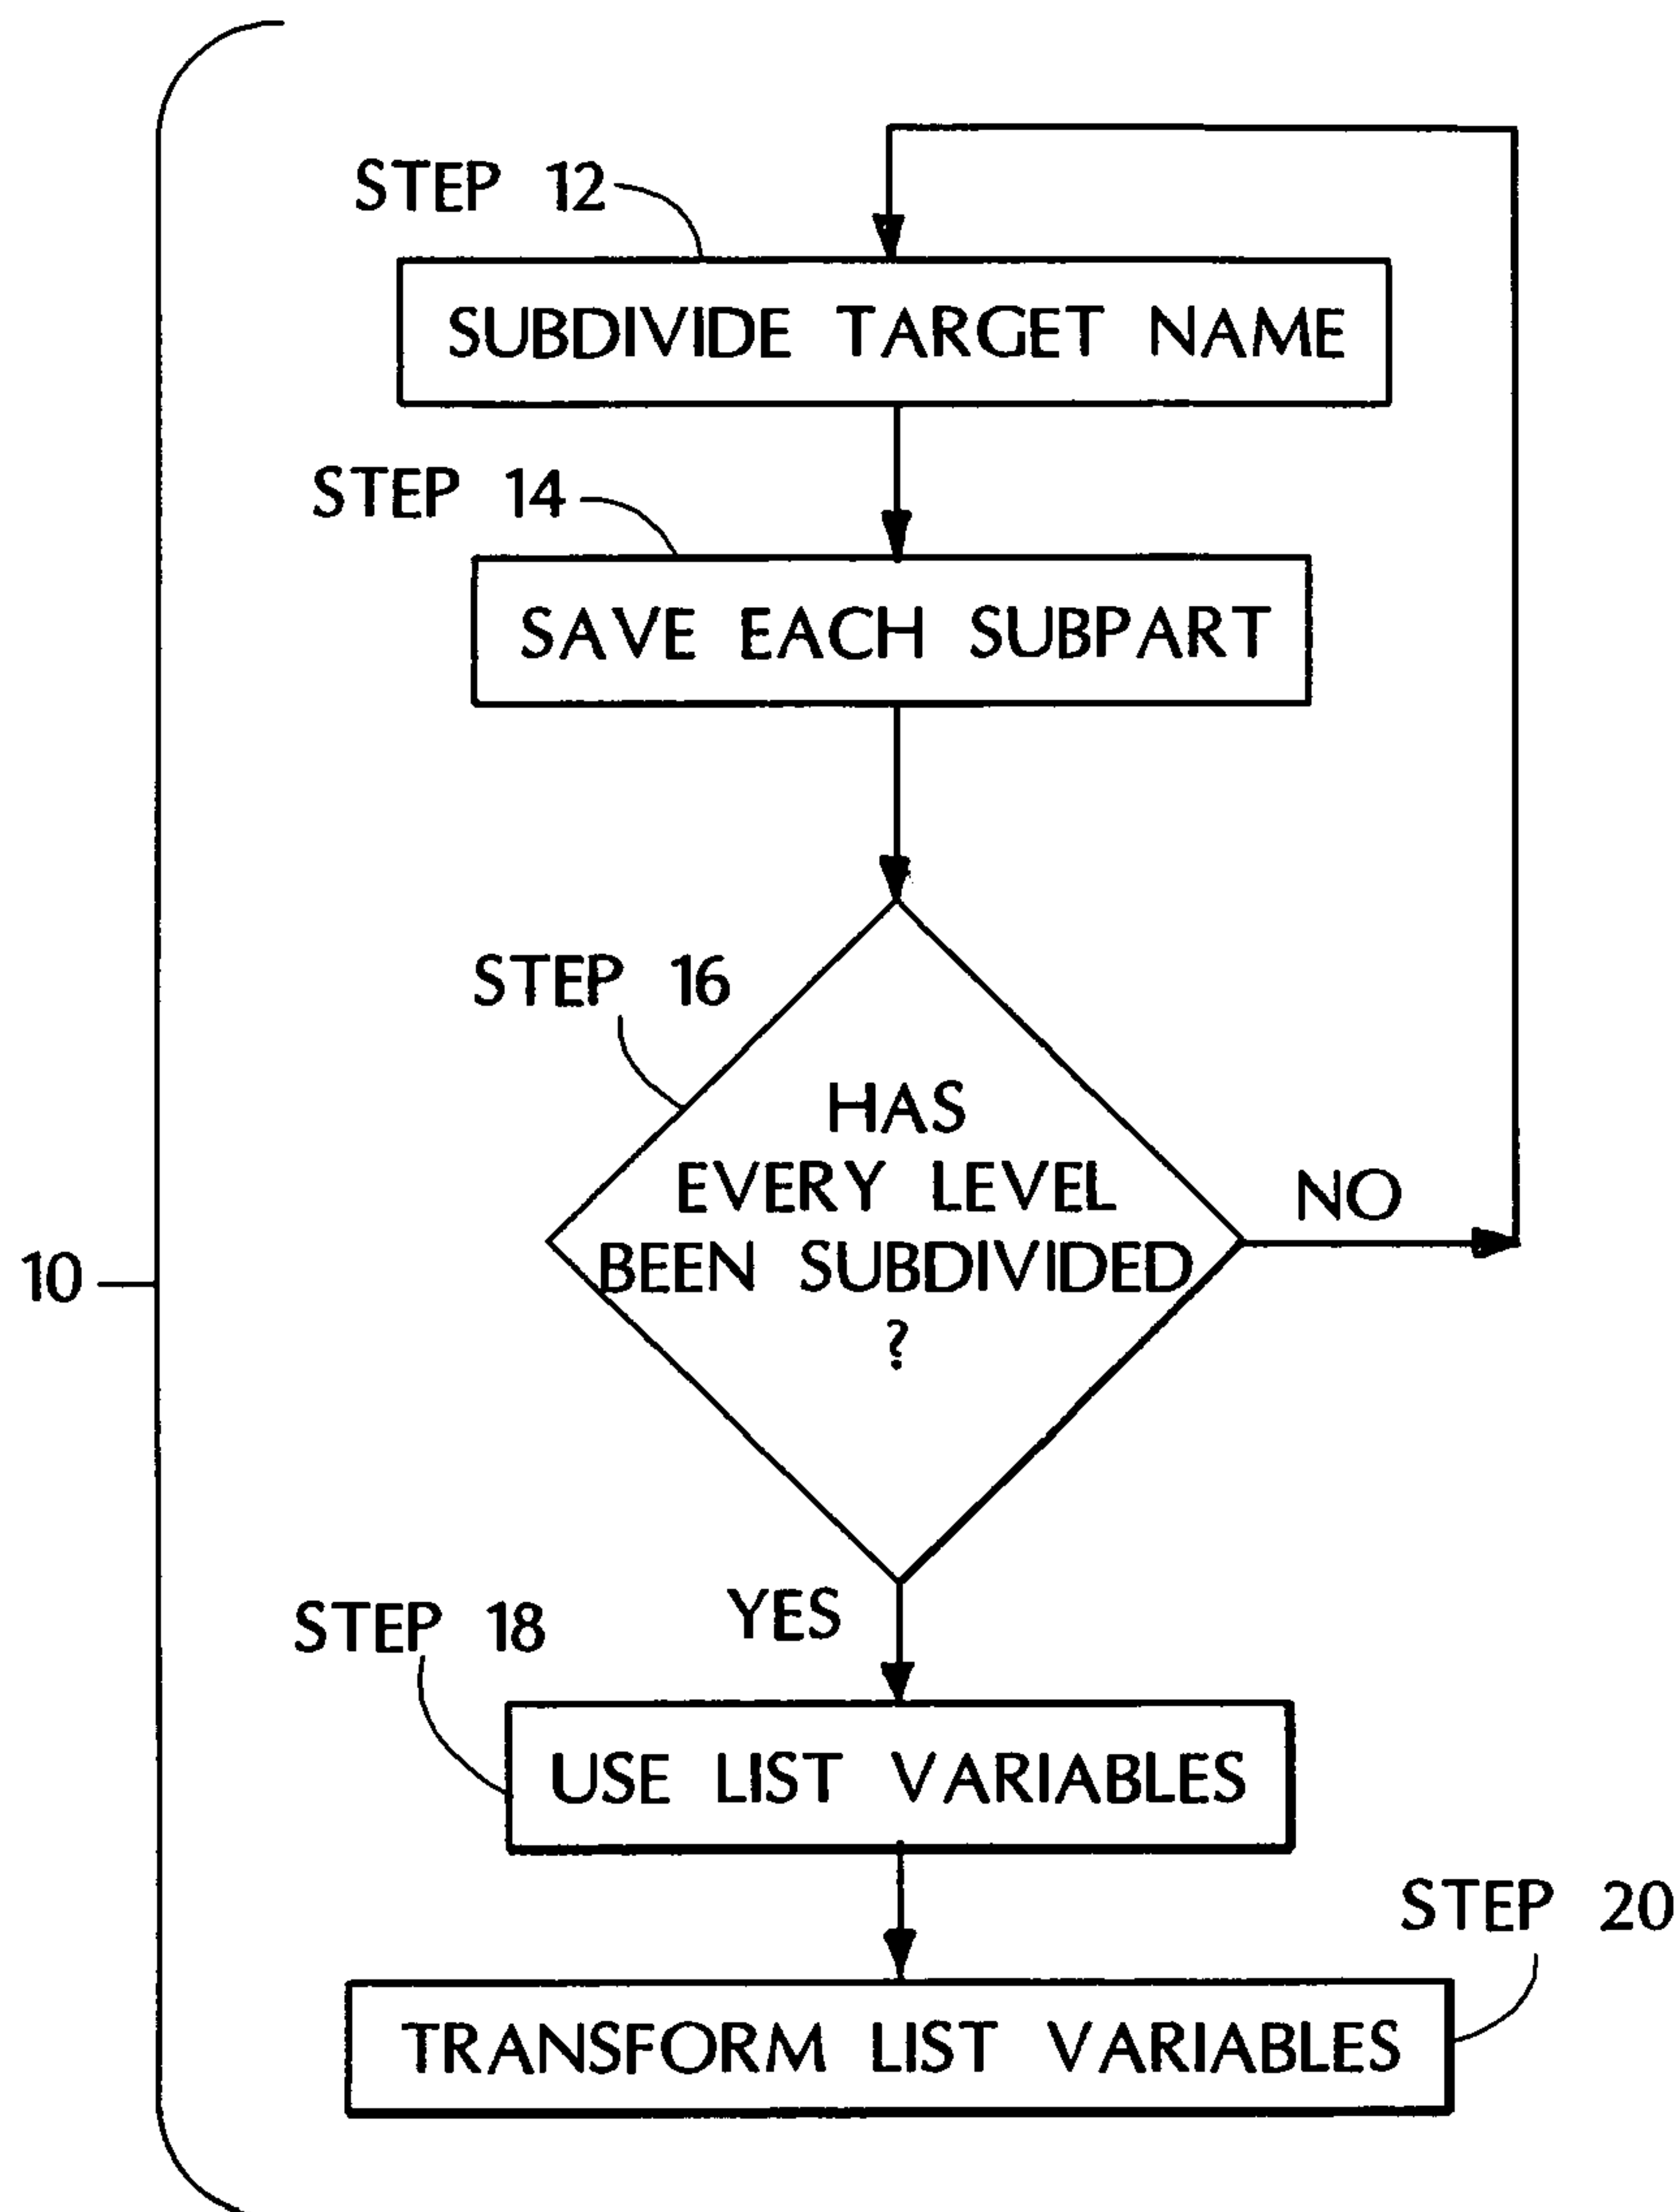 STEP 12
SUBDIVIDE TARGET NAME
STEP 14
SAVE EACH SUBPART
STEP 16
HAS
EVERY LEVEL
BEEN SUBDIVIDED
?
NO
10
YES
STEP 18
USE LIST VARIABLES
STEP 20
TRANSFORM LIST VARIABLES